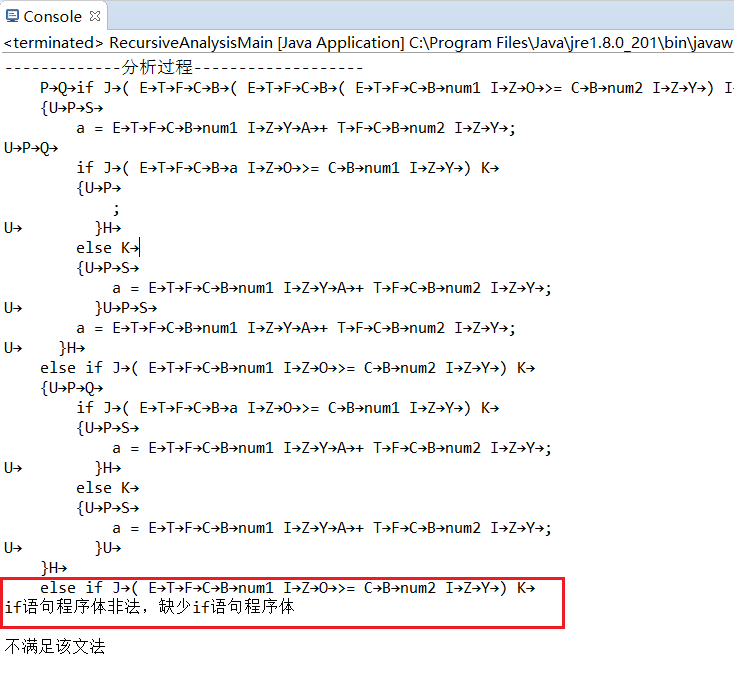 Console
<terminated> RecursiveAnalysisMain [Java Application] C:\Program Files\Java\jre1.8.0_201\bin\javaw
-------------分析过程-------------------
P→Q→if J→( E→T→F→C→B→( E→T→F→C→B→( E→T→F→C→B→num1 I→Z→O→>= C→B→num2 I→Z→Y→) I
{U→P→S→
a = E→T→F→C→B→num1 I→Z→Y→A→+ T→F→C→B→num2 I→Z→Y→;
U→P→Q→
if J→( E→T→F→C→B→a I→Z→O→>= C→B→num1 I→Z→Y→) K→
{U→P→
;
U→ }H→
else K→
{U→P→S→
a = E→T→F→C→B→num1 I→Z→Y→A→+ T→F→C→B→num2 I→Z→Y→;
U→ }U→P→S→
a = E→T→F→C→B→num1 I→Z→Y→A→+ T→F→C→B→num2 I→Z→Y→;
U→ }H→
else if J→( E→T→F→C→B→num1 I→Z→O→>= C→B→num2 I→Z→Y→) K→
{U→P→Q→
if J→( E→T→F→C→B→a I→Z→O→>= C→B→num1 I→Z→Y→) K→
{U→P→S→
a = E→T→F→C→B→num1 I→Z→Y→A→+ T→F→C→B→num2 I→Z→Y→;
U→ }H→
else K→
{U→P→S→
a = E→T→F→C→B→num1 I→Z→Y→A→+ T→F→C→B→num2 I→Z→Y→;
U→ }U→
}H→
else if J→( E→T→F→C→B→num1 I→Z→O→>= C→B→num2 I→Z→Y→) K→
if语句程序体非法，缺少if语句程序体
不满足该文法